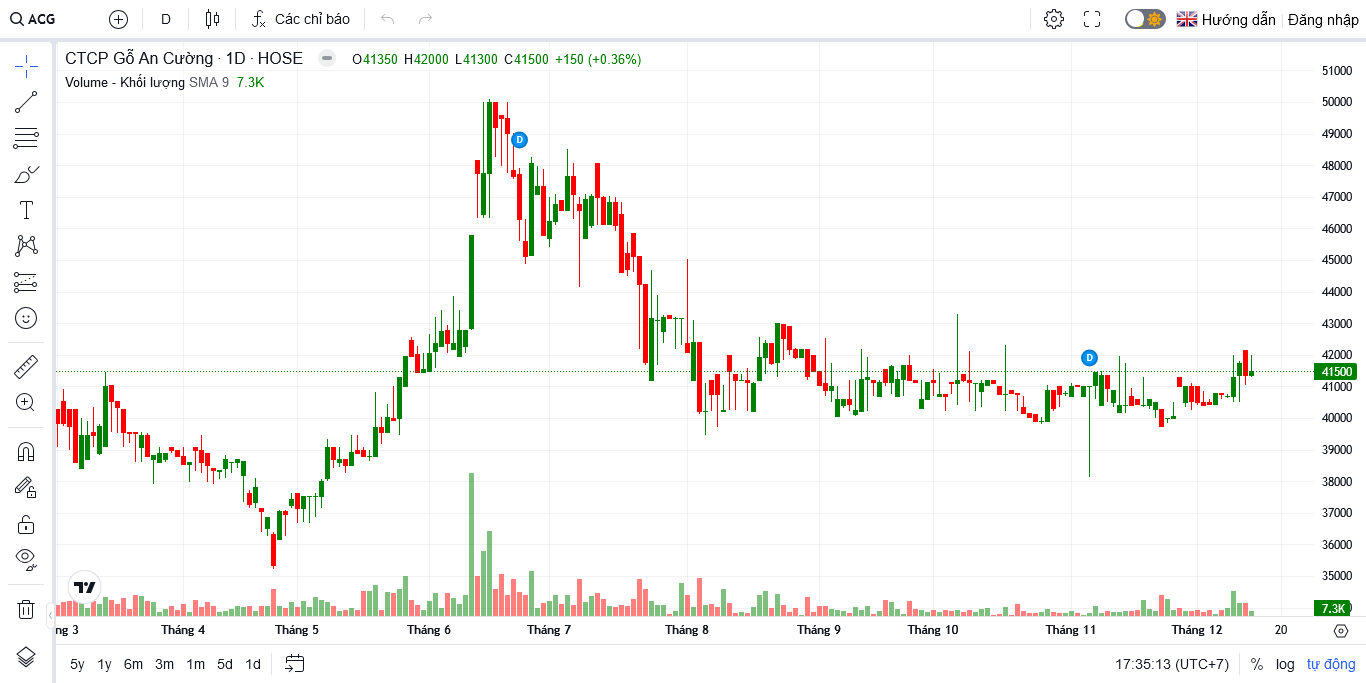 ACG D Các chỉ báo Hướng dẫn Đăng nhập
CTCP Gỗ An Cường · 1D · HOSE O41350 H42000 L41300 C41500 +150 (+0.36%)
Volume - Khối lượng SMA 9 7.3K
51000
50000
49000
48000
47000
46000
45000
44000
43000
42000
41500
41000
40000
39000
38000
37000
36000
35000
7.3K
D
D
ng 3 Tháng 4 Tháng 5 Tháng 6 Tháng 7 Tháng 8 Tháng 9 Tháng 10 Tháng 11 Tháng 12 20
5y 1y 6m 3m 1m 5d 1d 17:35:13 (UTC+7) % log tự động